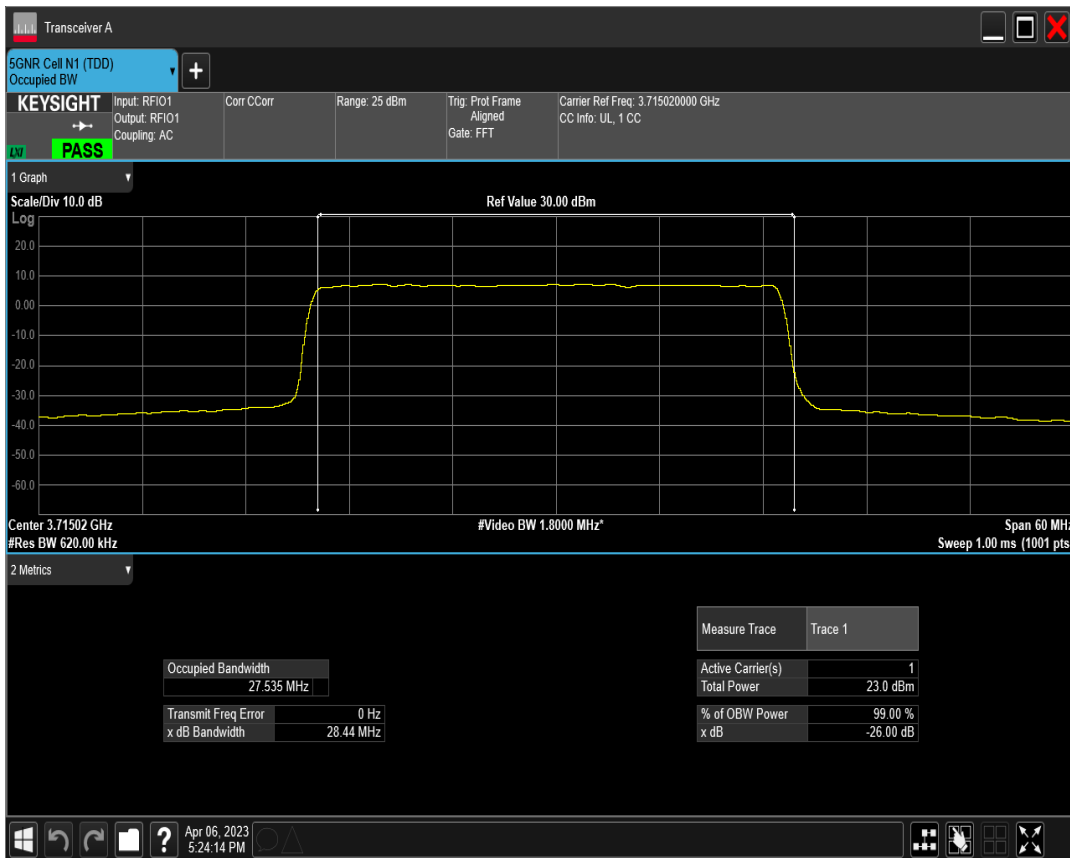 Transceiver A
5GNR Cell N1 (TDD)
Occupied BW
+
KEYSIGHT
LXI
PASS
Input: RFIO1
Output: RFIO1
Coupling: AC
Corr CCorr
Range: 25 dBm
Trig: Prot Frame
Aligned
Gate: FFT
Carrier Ref Freq: 3.715020000 GHz
CC Info: UL, 1 CC
1 Graph
Scale/Div 10.0 dB
Ref Value 30.00 dBm
Log
20.0
10.0
0.00
-10.0
-20.0
-30.0
-40.0
-50.0
-60.0
Center 3.71502 GHz
#Video BW 1.8000 MHz*
Span 60 MHz
#Res BW 620.00 kHz
Sweep 1.00 ms (1001 pts
2 Metrics
Measure Trace Trace 1
Occupied Bandwidth
27.535 MHz
Active Carrier(s) 1
Total Power 23.0 dBm
Transmit Freq Error 0 Hz
x dB Bandwidth 28.44 MHz
% of OBW Power 99.00 %
x dB -26.00 dB
?
Apr 06, 2023
5:24:14 PM